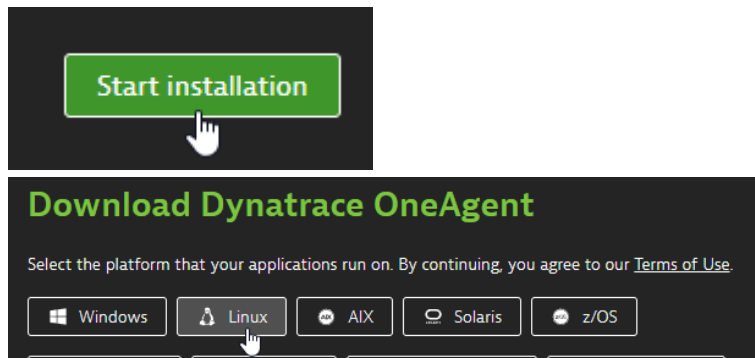 Start installation
Download Dynatrace OneAgent
Select the platform that your applications run on. By continuing, you agree to our Terms of Use.
Windows Linux AIX Solaris z/OS